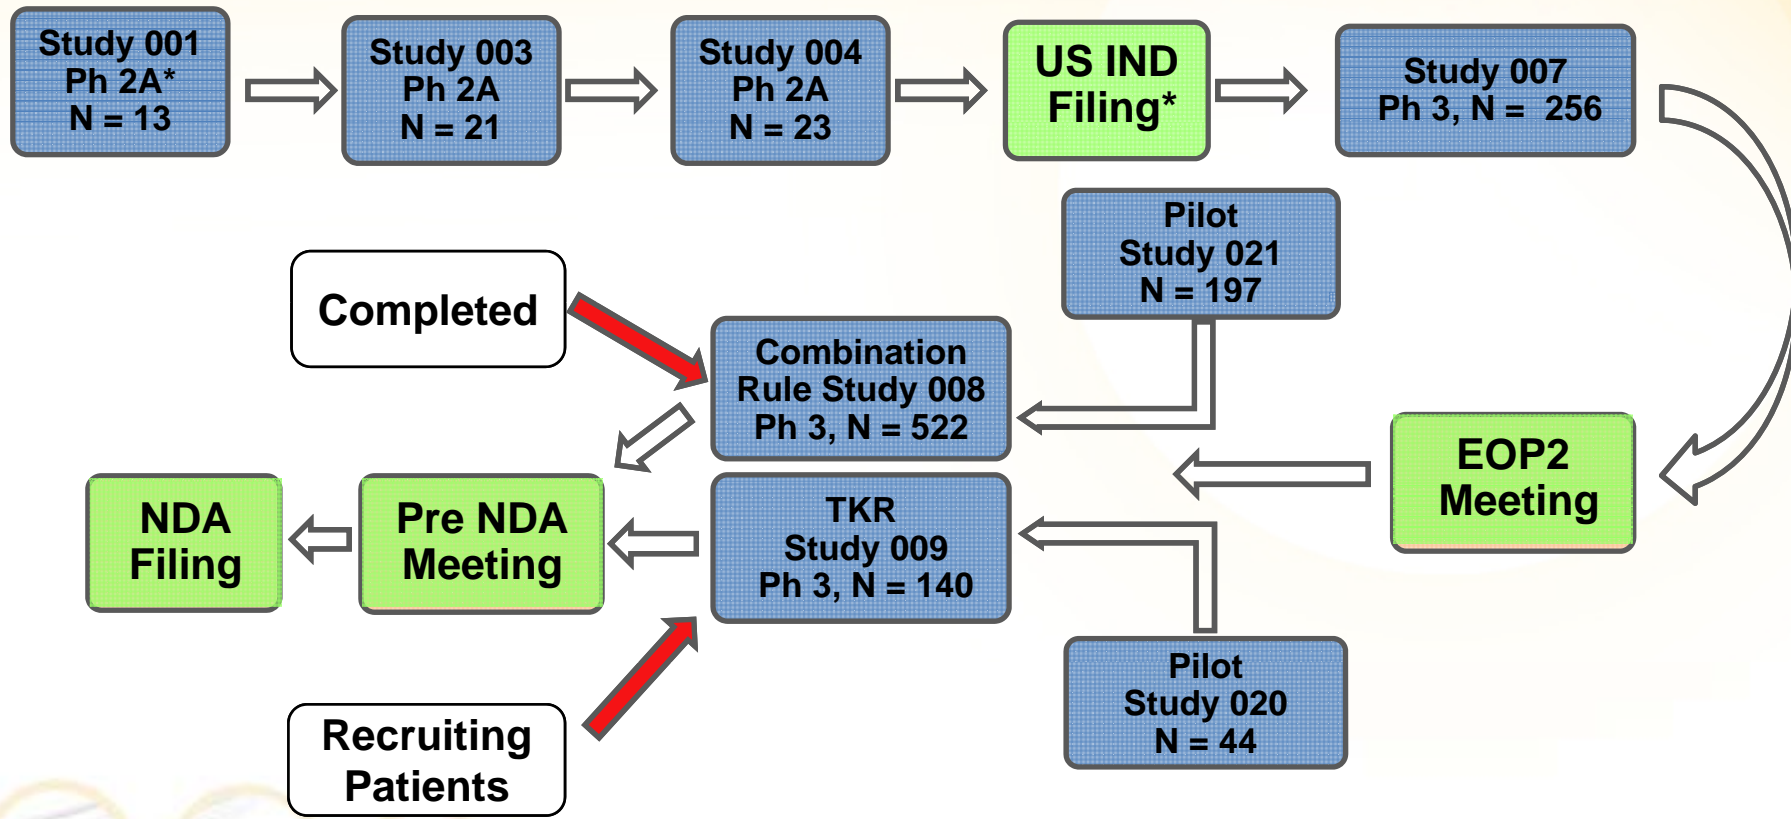 Study 001
Ph 2A*
N = 13
Study 003
Ph 2A
N = 21
Study 004
Ph 2A
N = 23
US IND
Filing*
Study 007
Ph 3, N = 256
Pilot
Study 021
N = 197
Completed
Combination
Rule Study 008
Ph 3, N = 522
EOP2
Meeting
NDA
Filing
Pre NDA
Meeting
TKR
Study 009
Ph 3, N = 140
Pilot
Study 020
N = 44
Recruiting
Patients